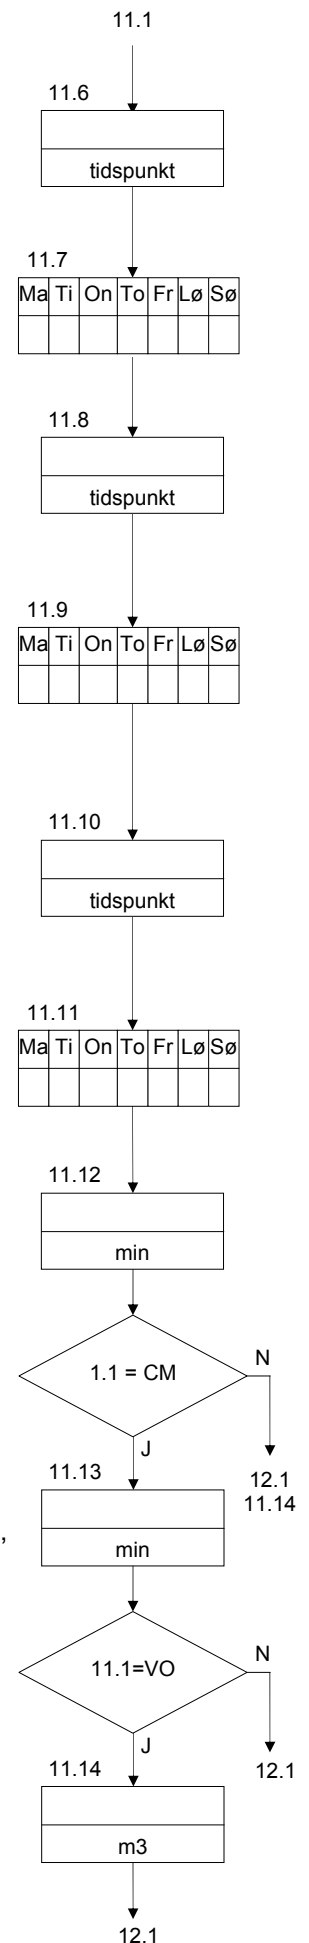 11.1
11.6
tidspunkt
11.7
Ma Ti On To Fr Lø Sø
11.8
tidspunkt
11.9
Ma Ti On To Fr Lø Sø
11.10
tidspunkt
11.11
Ma Ti On To Fr Lø Sø
11.12
min
1.1 = CM
N
J
12.1
11.14
11.13
,
min
11.1=VO
N
J
12.1
11.14
m3
12.1